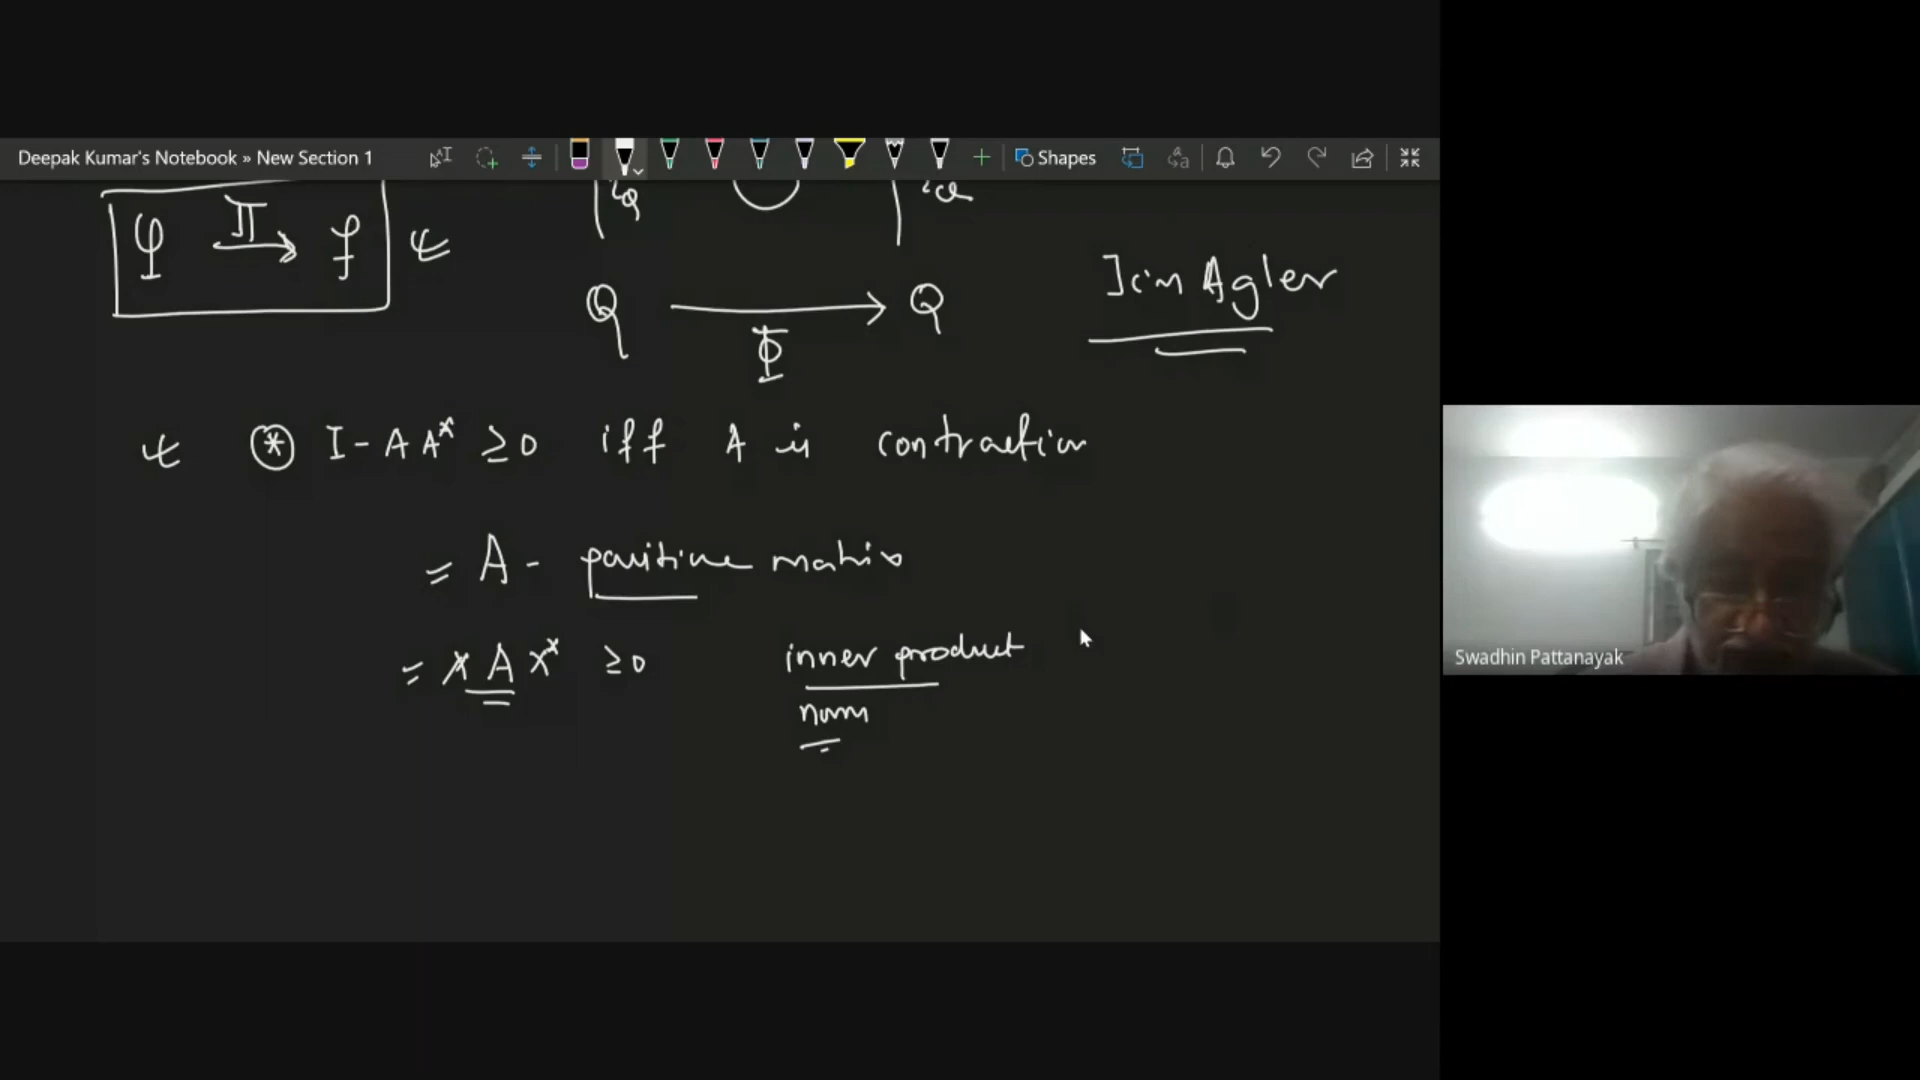 Deepak Kumar's Notebook » New Section 1
Shapes
φ π→ f
Q → Q
Φ
Jim Agler
* I - AA* ≥ 0 iff A is contraction
= A - positive matrix
= x A x* ≥ 0
inner product
norm
Swadhin Pattanayak